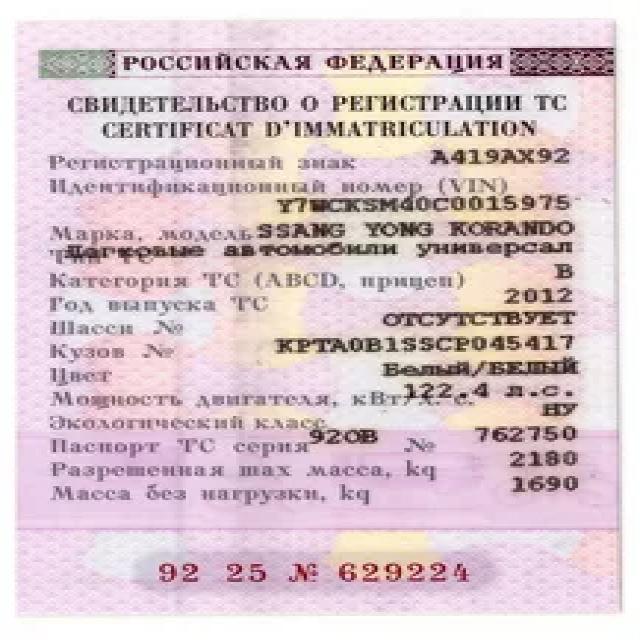 РОССИЙСКАЯ ФЕДЕРАЦИЯ
СВИДЕТЕЛЬСТВО О РЕГИСТРАЦИИ ТС
CERTIFICAT D'IMMATRICULATION
Регистрационный знак А419АХ92
Идентификационный номер (VIN)
Y7WCKSM40C0015975
Марка, модель SSANG YONG KORANDO
Тип ТС Легковые автомобили универсал
Категория ТС (ABCD, прицеп) B
Год выпуска ТС 2012
Шасси № ОТСУТСТВУЕТ
Кузов № KPTA0B1SSCP045417
Цвет Белый/БЕЛЫЙ
Мощность двигателя, кВт/л. с. 122.4 л.с.
Экологический класс НУ
Паспорт ТС серия 92ОВ № 762750
Разрешенная max масса, kq 2180
Масса без нагрузки, kq 1690
92 25 № 629224